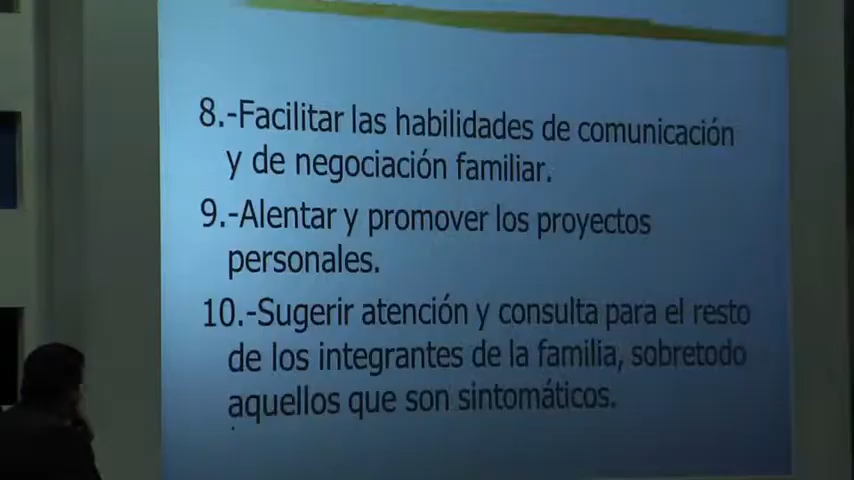 8.-Facilitar las habilidades de comunicación
y de negociación familiar.
9.-Alentar y promover los proyectos
personales.
10.-Sugerir atención y consulta para el resto
de los integrantes de la familia, sobretodo
aquellos que son sintomáticos.
.